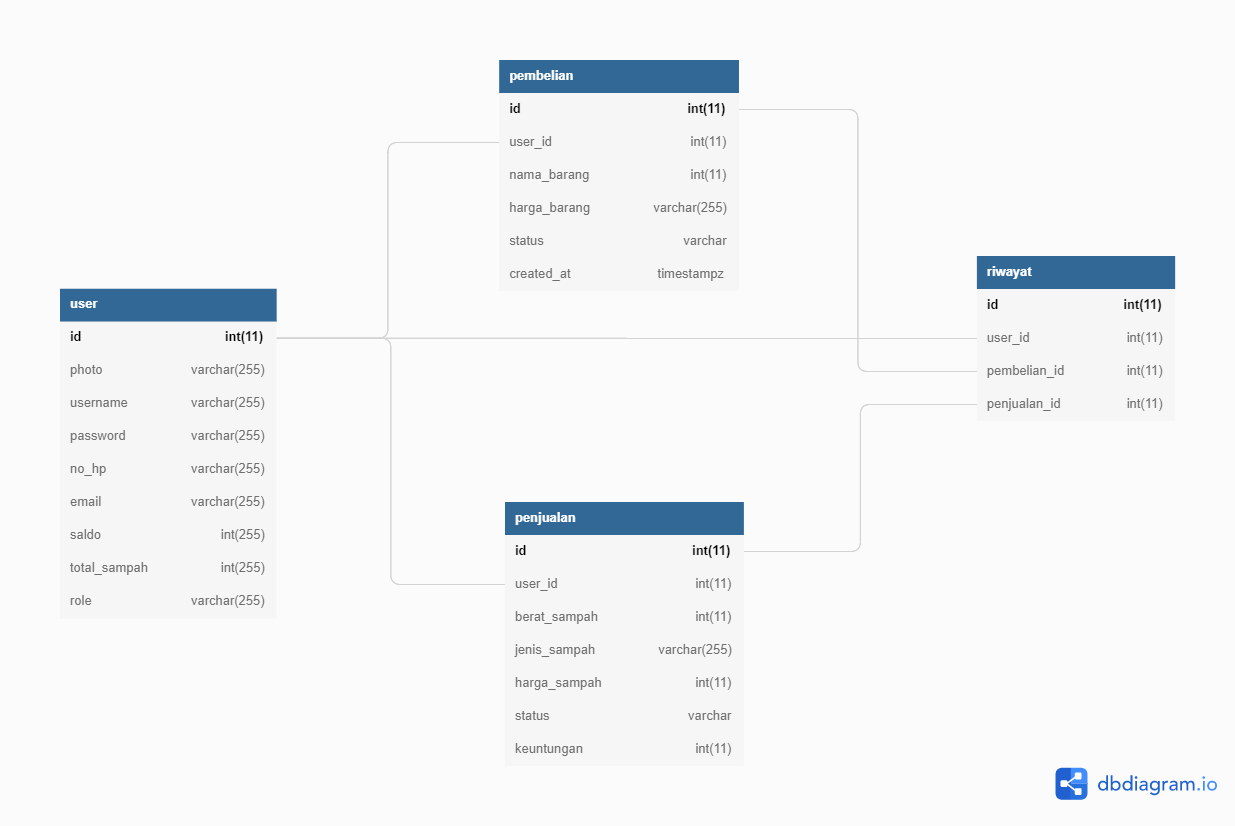 pembelian
id int(11)
user_id int(11)
nama_barang int(11)
harga_barang varchar(255)
status varchar
created_at timestampz
user
id int(11)
photo varchar(255)
username varchar(255)
password varchar(255)
no_hp varchar(255)
email varchar(255)
saldo int(255)
total_sampah int(255)
role varchar(255)
riwayat
id int(11)
user_id int(11)
pembelian_id int(11)
penjualan_id int(11)
penjualan
id int(11)
user_id int(11)
berat_sampah int(11)
jenis_sampah varchar(255)
harga_sampah int(11)
status varchar
keuntungan int(11)
dbdiagram.io